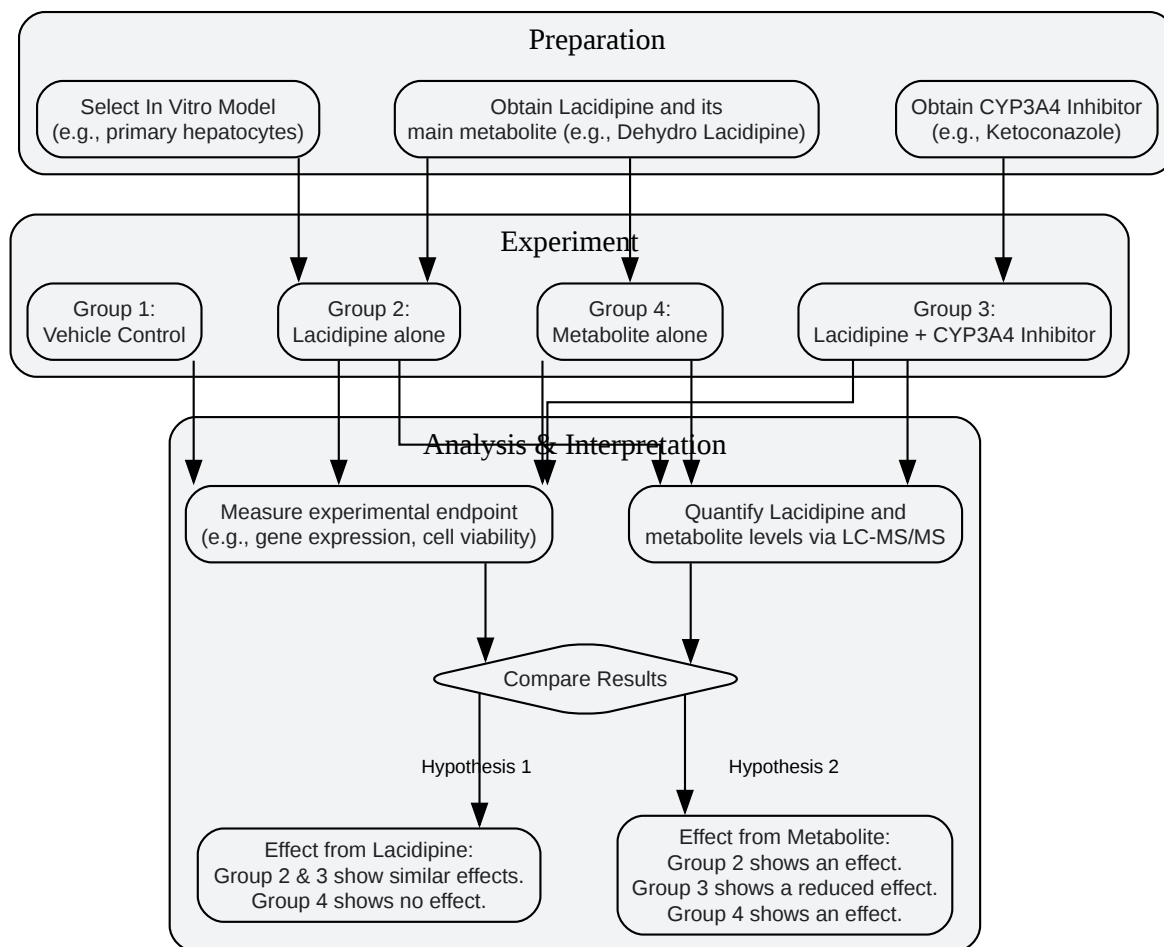 Preparation
Select In Vitro Model
(e.g., primary hepatocytes)
Obtain Lacidipine and its
main metabolite (e.g., Dehydro Lacidipine)
Obtain CYP3A4 Inhibitor
(e.g., Ketoconazole)
Experiment
Group 1:
Vehicle Control
Group 2:
Lacidipine alone
Group 4:
Metabolite alone
Group 3:
Lacidipine + CYP3A4 Inhibitor
Analysis & Interpretation
Measure experimental endpoint
(e.g., gene expression, cell viability)
Quantify Lacidipine and
metabolite levels via LC-MS/MS
Compare Results
Hypothesis 1
Hypothesis 2
Effect from Lacidipine:
Group 2 & 3 show similar effects.
Group 4 shows no effect.
Effect from Metabolite:
Group 2 shows an effect.
Group 3 shows a reduced effect.
Group 4 shows an effect.